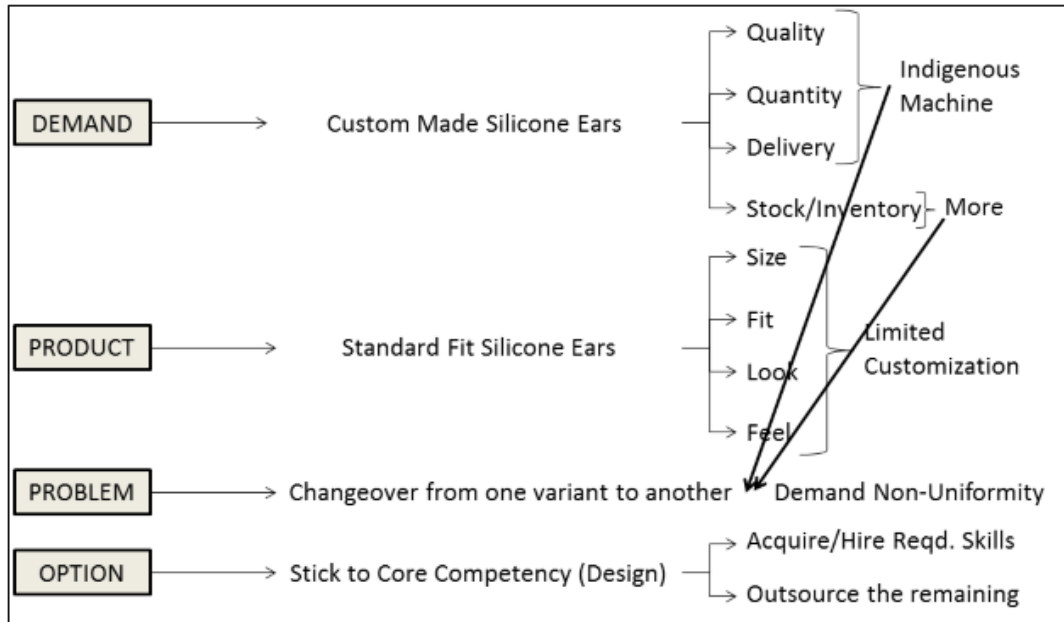 DEMAND
Custom Made Silicone Ears
Quality
Quantity
Delivery
Stock/Inventory
Indigenous
Machine
More
PRODUCT
Standard Fit Silicone Ears
Size
Fit
Look
Feel
Limited
Customization
PROBLEM
Changeover from one variant to another
Demand Non-Uniformity
OPTION
Stick to Core Competency (Design)
Acquire/Hire Reqd. Skills
Outsource the remaining